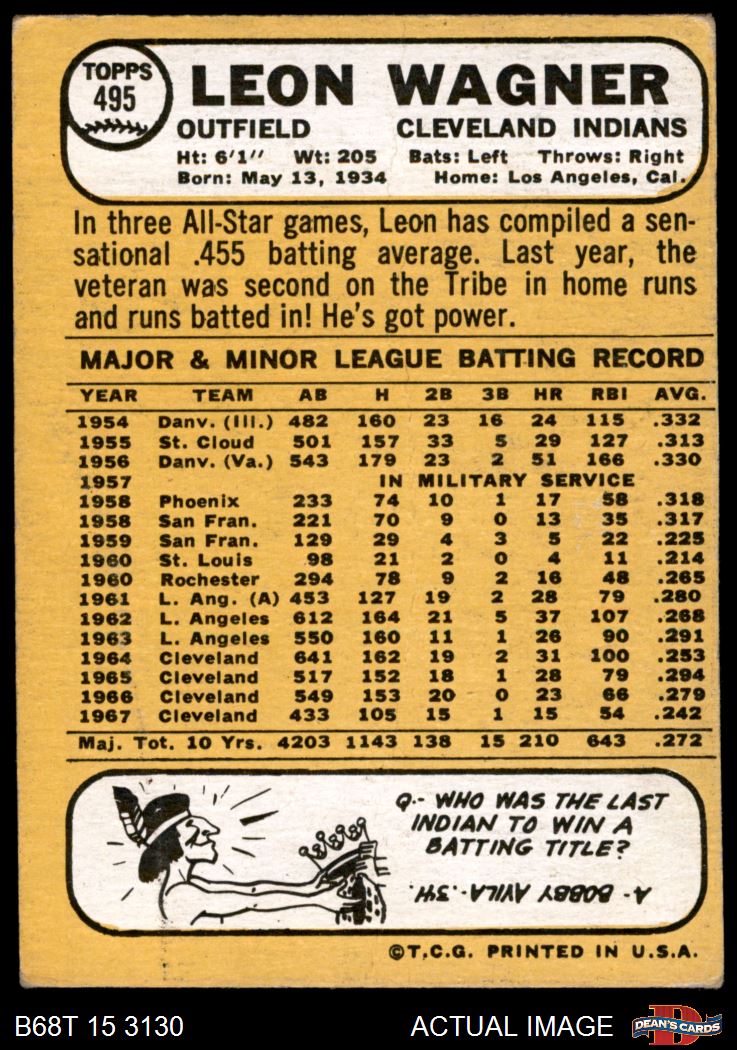 TOPPS
495
LEON WAGNER
OUTFIELD CLEVELAND INDIANS
Ht: 6'1" Wt: 205 Bats: Left Throws: Right
Born: May 13, 1934 Home: Los Angeles, Cal.
In three All-Star games, Leon has compiled a sen-
sational .455 batting average. Last year, the
veteran was second on the Tribe in home runs
and runs batted in! He's got power.
MAJOR & MINOR LEAGUE BATTING RECORD
YEAR TEAM AB H 2B 3B HR RBI AVG.
1954 Danv. (Ill.) 482 160 23 16 24 115 .332
1955 St. Cloud 501 157 33 5 29 127 .313
1956 Danv. (Va.) 543 179 23 2 51 166 .330
1957 IN MILITARY SERVICE
1958 Phoenix 233 74 10 1 17 58 .318
1958 San Fran. 221 70 9 0 13 35 .317
1959 San Fran. 129 29 4 3 5 22 .225
1960 St. Louis 98 21 2 0 4 11 .214
1960 Rochester 294 78 9 2 16 48 .265
1961 L. Ang. (A) 453 127 19 2 28 79 .280
1962 L. Angeles 612 164 21 5 37 107 .268
1963 L. Angeles 550 160 11 1 26 90 .291
1964 Cleveland 641 162 19 2 31 100 .253
1965 Cleveland 517 152 18 1 28 79 .294
1966 Cleveland 549 153 20 0 23 66 .279
1967 Cleveland 433 105 15 1 15 54 .242
Maj. Tot. 10 Yrs. 4203 1143 138 15 210 643 .272
Q-- WHO WAS THE LAST
INDIAN TO WIN A
BATTING TITLE?
A- BOBBY AVILA-.341.
©T.C.G. PRINTED IN U.S.A.
B68T 15 3130 ACTUAL IMAGE
D
DEAN'S CARDS